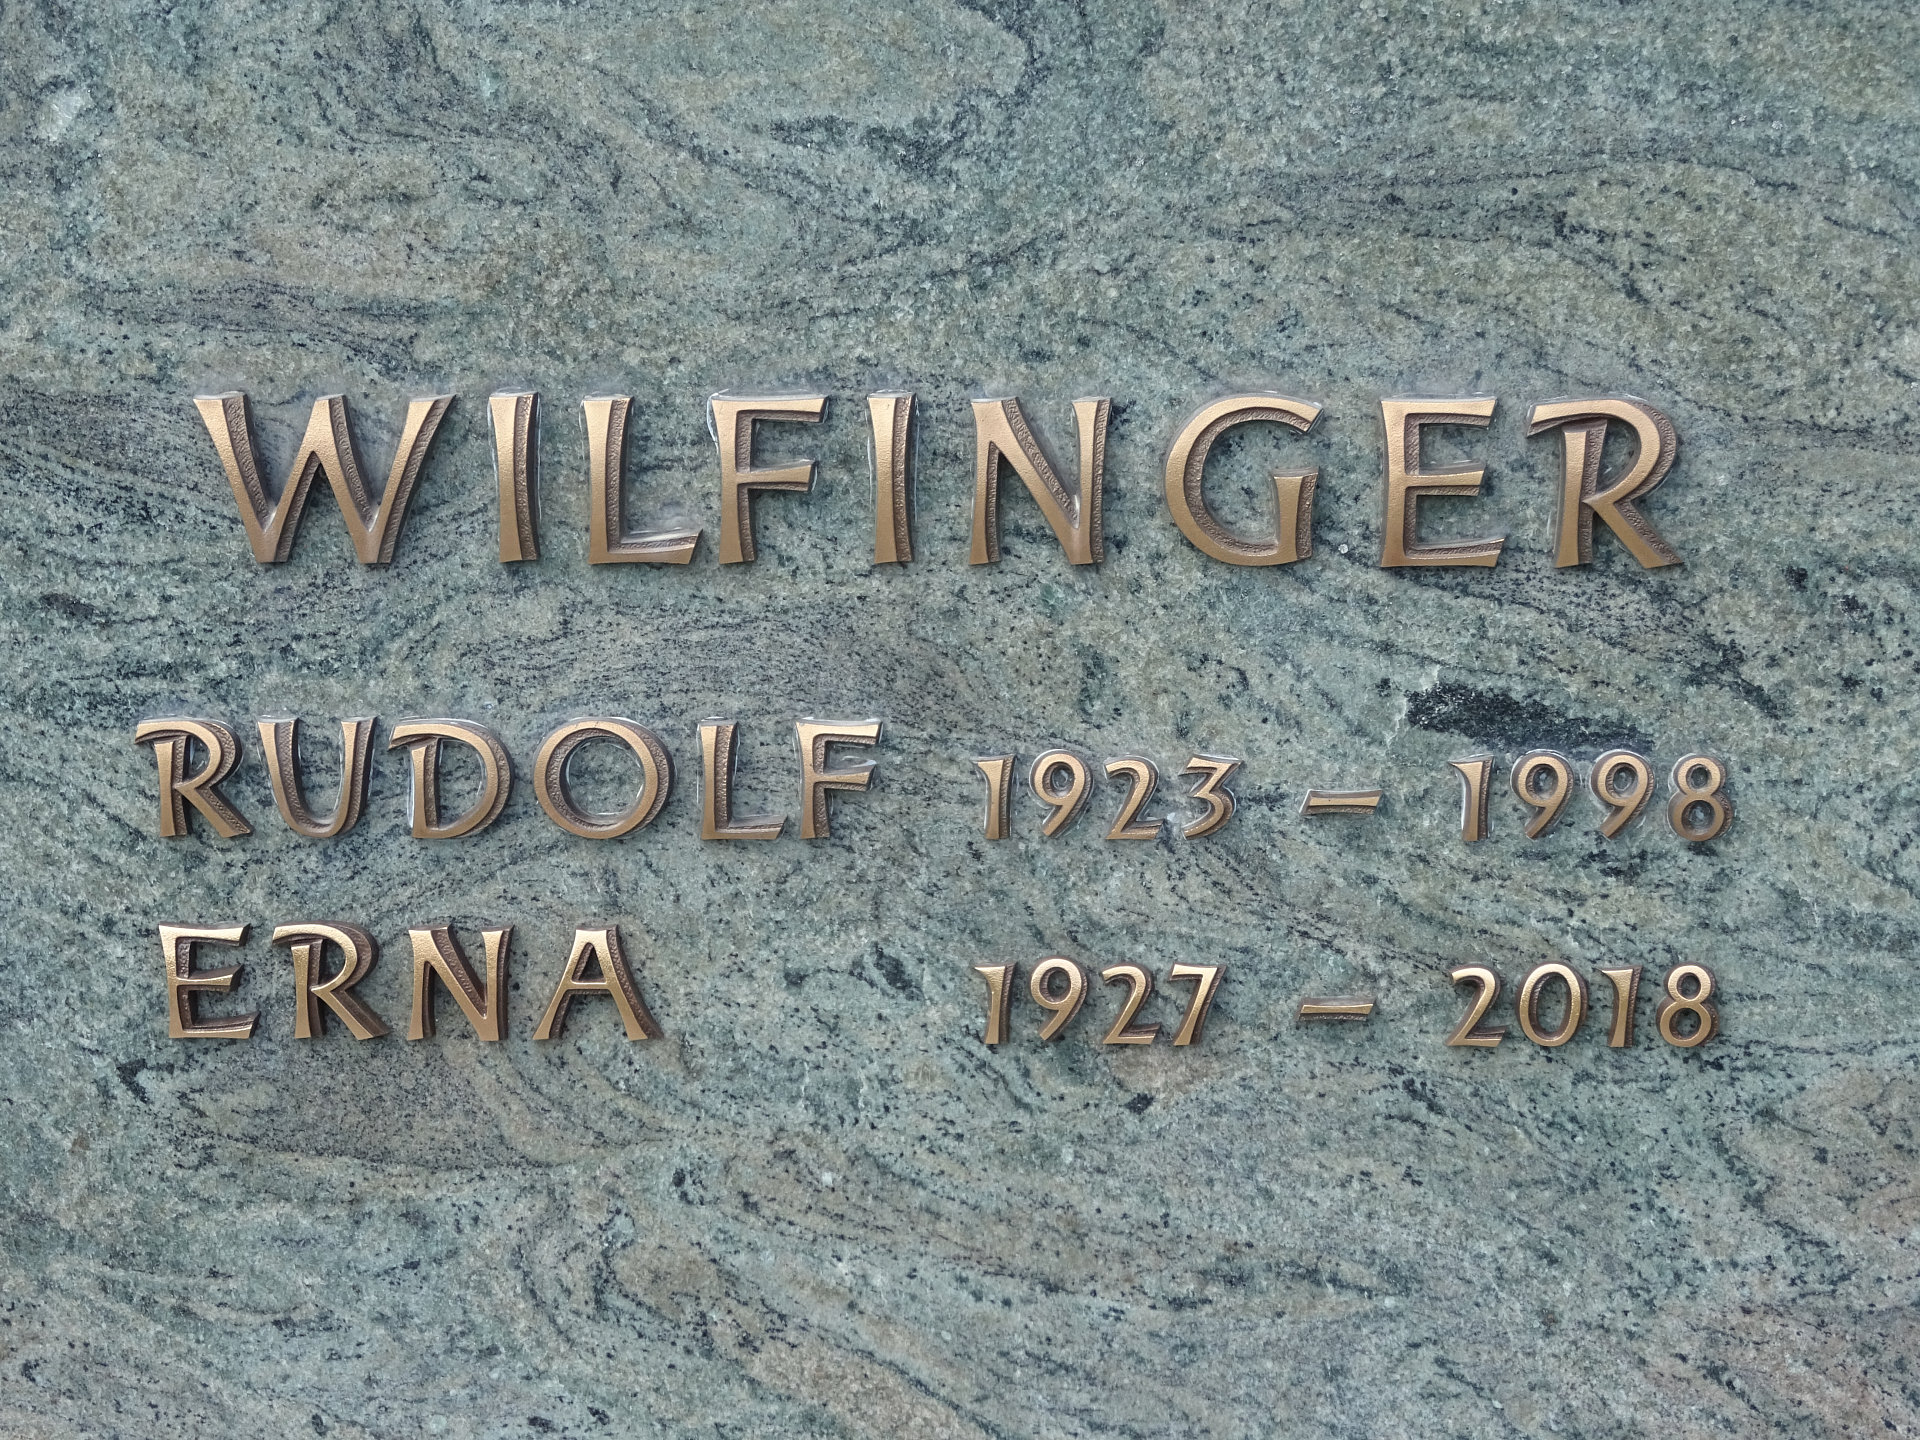 WILFINGER
RUDOLF 1923 – 1998
ERNA 1927 – 2018